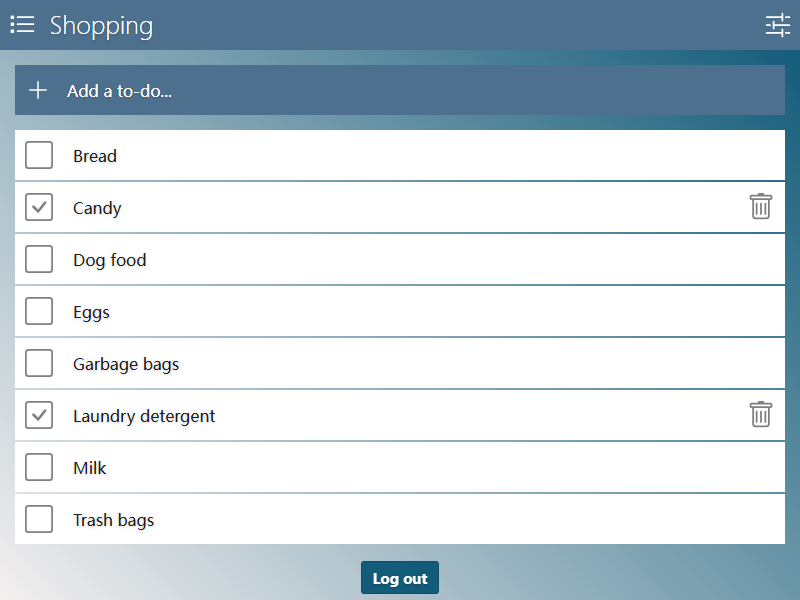 Shopping
Add a to-do...
Bread
Candy
Dog food
Eggs
Garbage bags
Laundry detergent
Milk
Trash bags
Log out